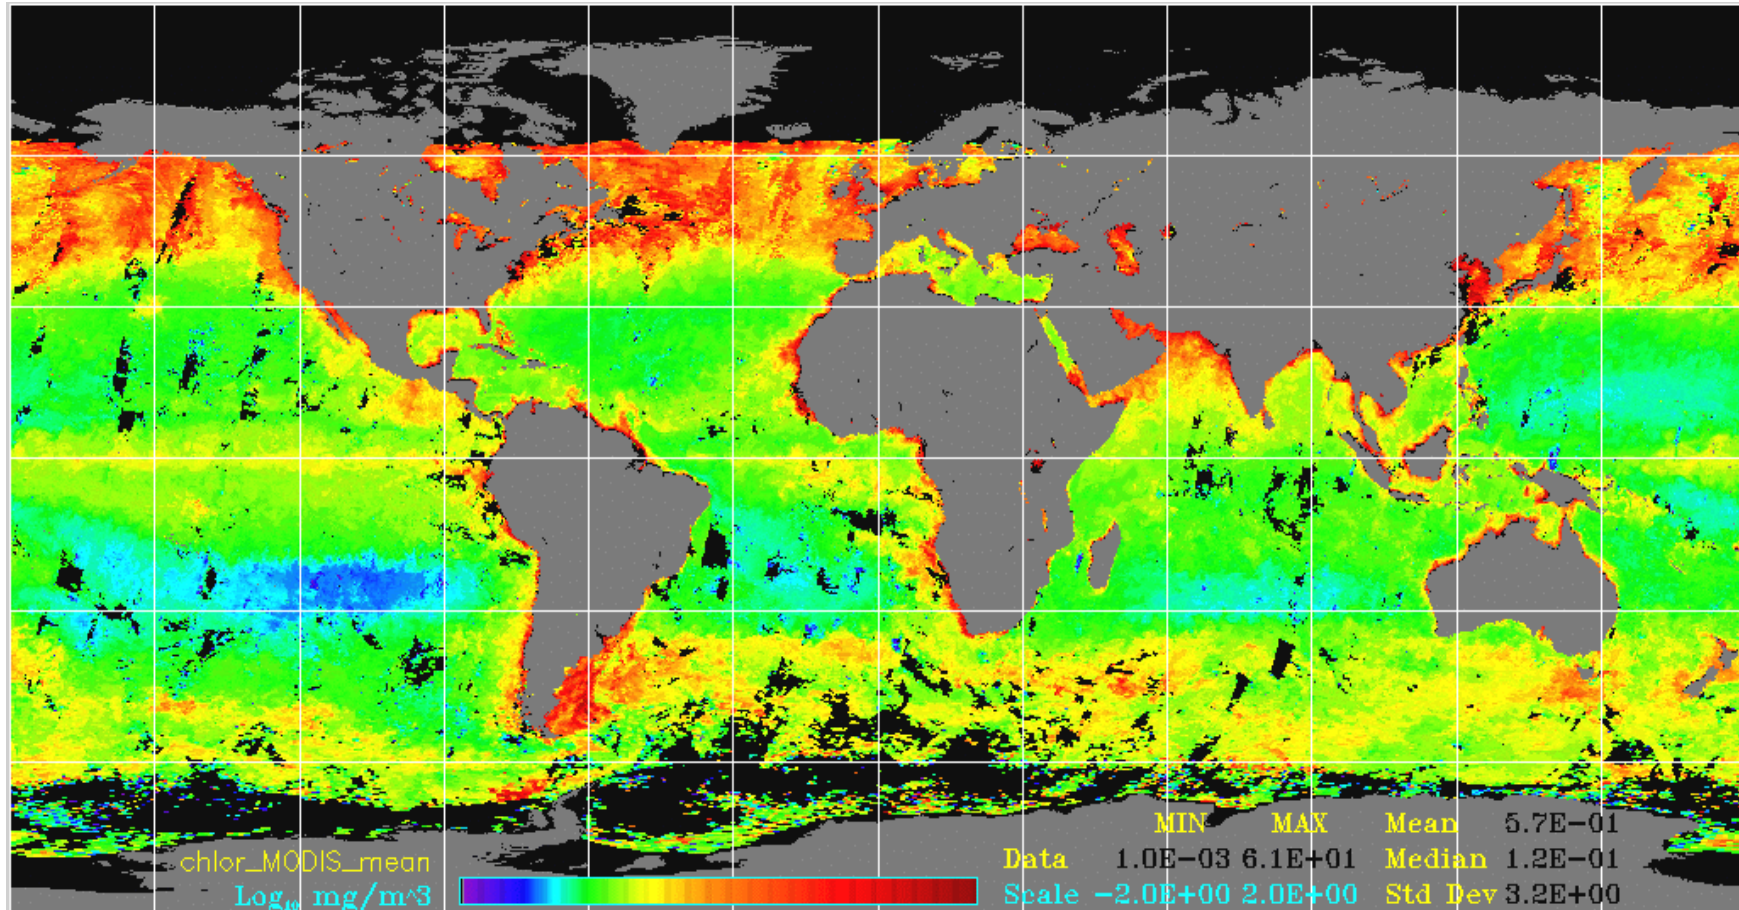 MIN MAX Mean 5.7E-01
chlor_MODIS_mean Data 1.0E-03 6.1E+01 Median 1.2E-01
Log₁₀ mg/m^3 Scale -2.0E+00 2.0E+00 Std Dev 3.2E+00